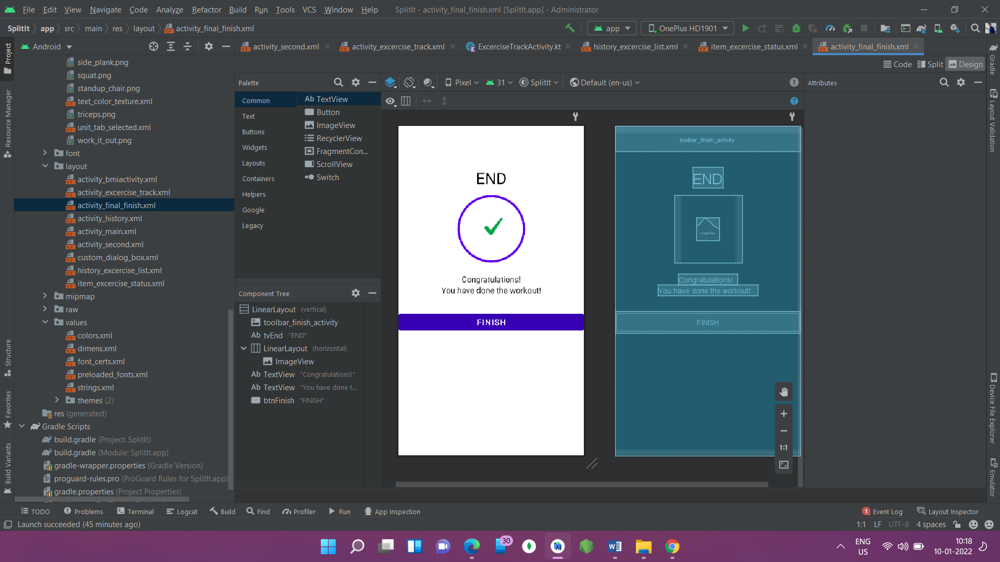 File Edit View Navigate Code Analyze Refactor Build Run Tools VCS Window Help SplitIt - activity_final_finish.xml [SplitIt.app] - Administrator
SplitIt app src main res layout activity_final_finish.xml app OnePlus HD1901
Project
Android
activity_second.xml activity_excercise_track.xml ExcerciseTrackActivity.kt history_excercise_list.xml item_excercise_status.xml activity_final_finish.xml
Code Split Design
side_plank.png
squat.png
standup_chair.png
text_color_texture.xml
triceps.png
unit_tab_selected.xml
work_it_out.png
font
layout
activity_bmiactivity.xml
activity_excercise_track.xml
activity_final_finish.xml
activity_history.xml
activity_main.xml
activity_second.xml
custom_dialog_box.xml
history_excercise_list.xml
item_excercise_status.xml
mipmap
raw
values
colors.xml
dimens.xml
font_certs.xml
preloaded_fonts.xml
strings.xml
themes (2)
res (generated)
Gradle Scripts
build.gradle (Project: SplitIt)
build.gradle (Module: SplitIt.app)
gradle-wrapper.properties (Gradle Version)
proguard-rules.pro (ProGuard Rules for SplitIt.app)
gradle.properties (Project Properties)
Resource Manager
Structure
Favorites
Build Variants
Palette
Common
Text
Buttons
Widgets
Layouts
Containers
Helpers
Google
Legacy
Ab TextView
Button
ImageView
RecyclerView
FragmentCon...
ScrollView
Switch
Component Tree
LinearLayout (vertical)
toolbar_finish_activity
Ab tvEnd "END"
LinearLayout (horizontal)
ImageView
Ab TextView "Congratulations!"
Ab TextView "You have done t...
btnFinish "FINISH"
Pixel 31 SplitIt Default (en-us)
END
Congratulations!
You have done the workout!
FINISH
toolbar_finish_activity
END
ImageView
Congratulations!
You have done the workout!
FINISH
1:1
Attributes
Gradle
Layout Validation
Device File Explorer
Emulator
TODO Problems Terminal Logcat Build Find Profiler Run App Inspection 1 Event Log Layout Inspector
Launch succeeded (45 minutes ago) 1:1 LF UTF-8 4 spaces
30
ENG
US
10:18
10-01-2022